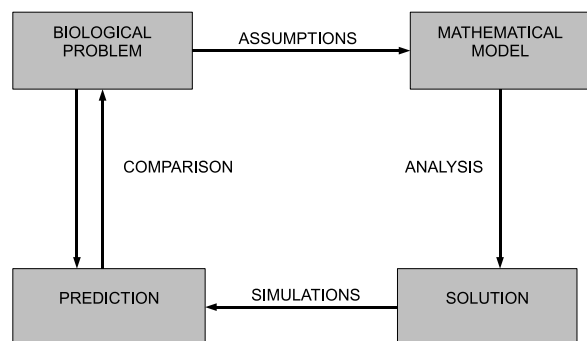 BIOLOGICAL
PROBLEM
ASSUMPTIONS
MATHEMATICAL
MODEL
COMPARISON
ANALYSIS
PREDICTION
SIMULATIONS
SOLUTION